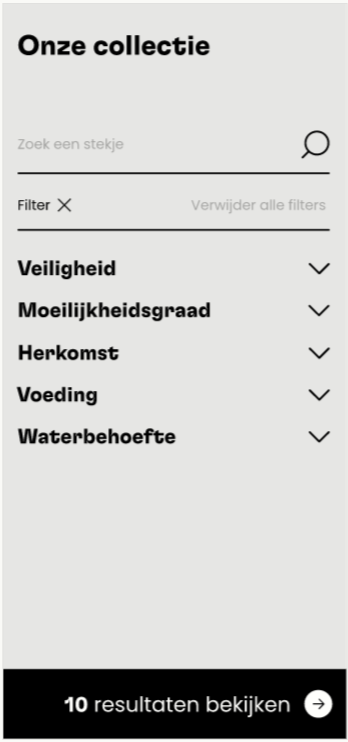 Onze collectie
Zoek een stekje
Filter Verwijder alle filters
Veiligheid
Moeilijkheidsgraad
Herkomst
Voeding
Waterbehoefte
10 resultaten bekijken